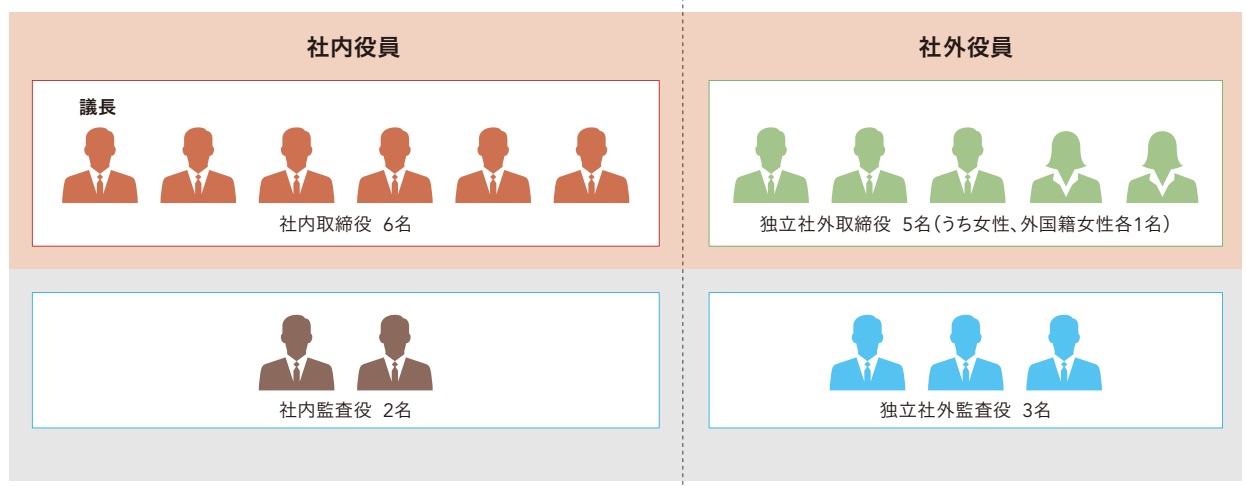 社内役員
社外役員
議長
社内取締役 6名
独立社外取締役 5名(うち女性、外国籍女性各1名)
社内監査役 2名
独立社外監査役 3名